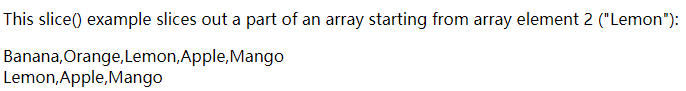 This slice() example slices out a part of an array starting from array element 2 ("Lemon"):
Banana,Orange,Lemon,Apple,Mango
Lemon,Apple,Mango